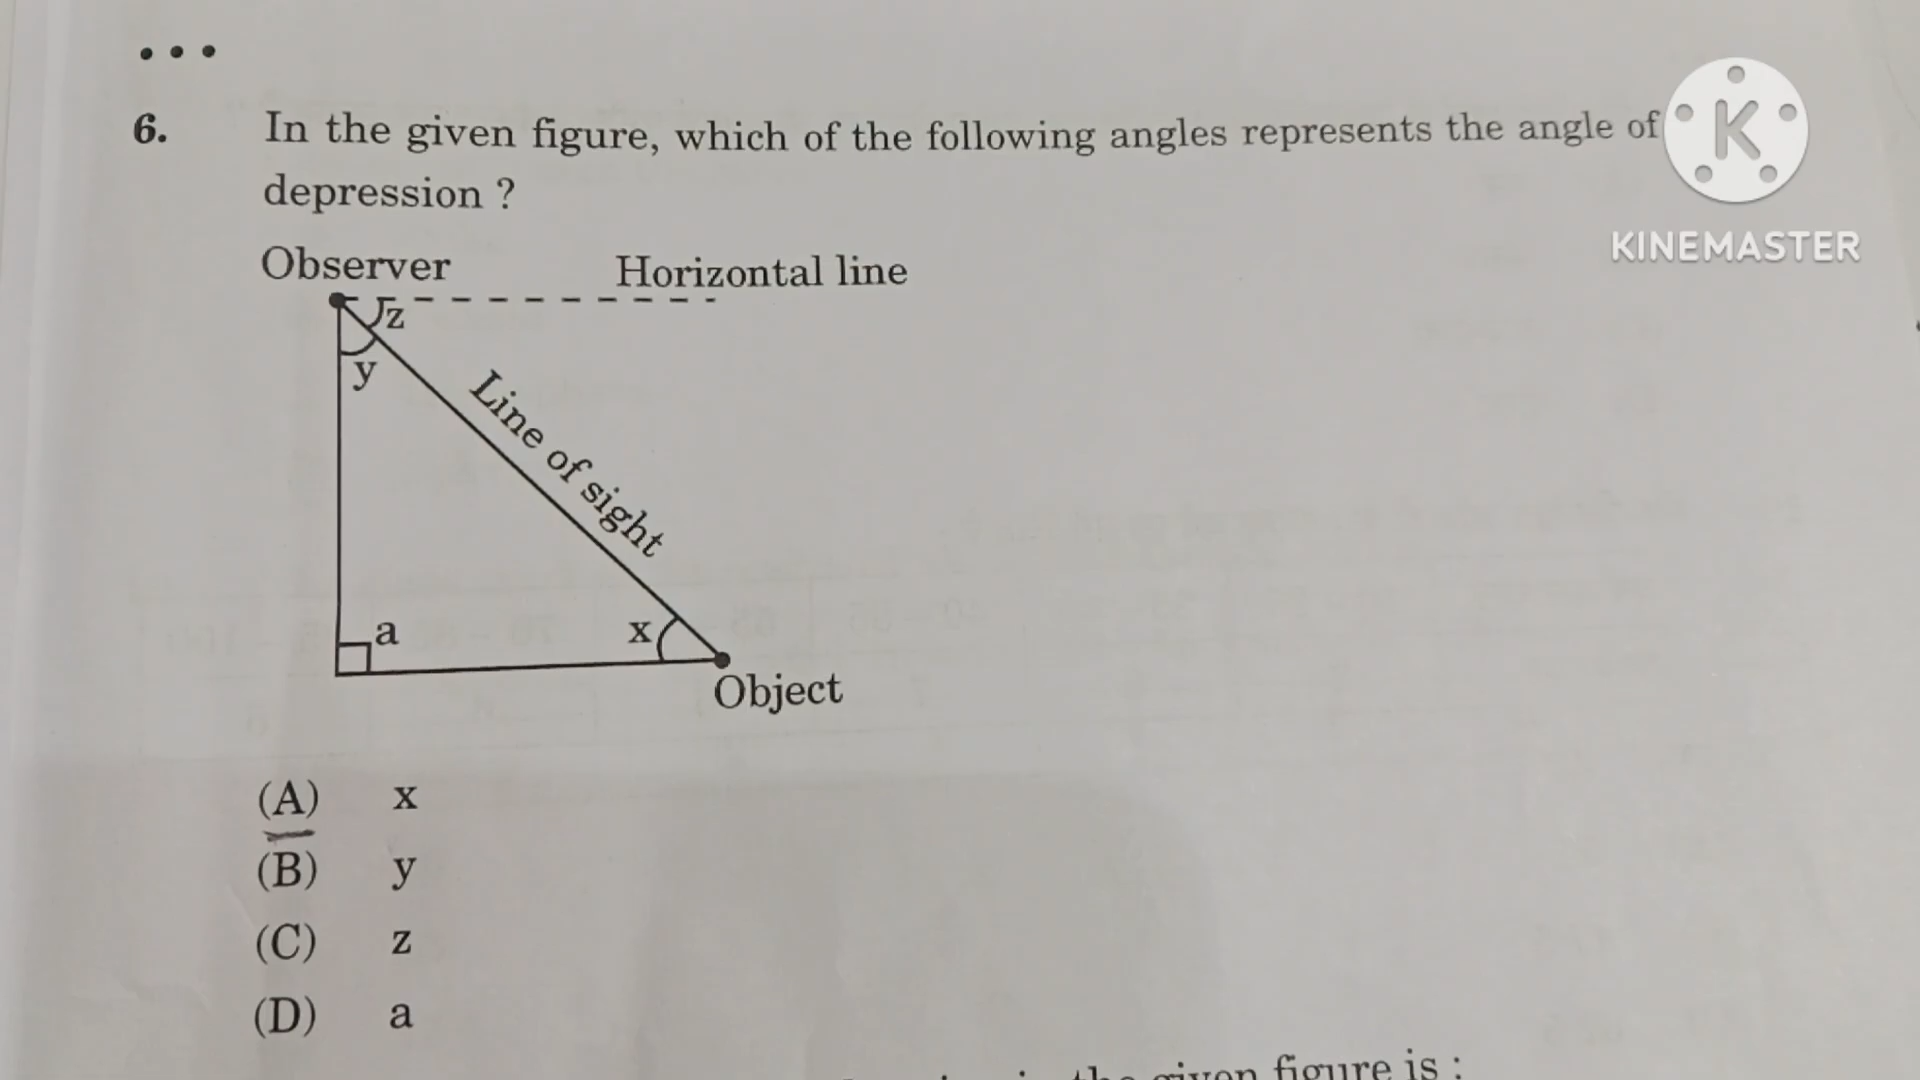 6. In the given figure, which of the following angles represents the angle of
depression ?
Observer Horizontal line
z
y
Line of sight
a x
Object
(A) x
(B) y
(C) z
(D) a
the given figure is :
K
KINEMASTER